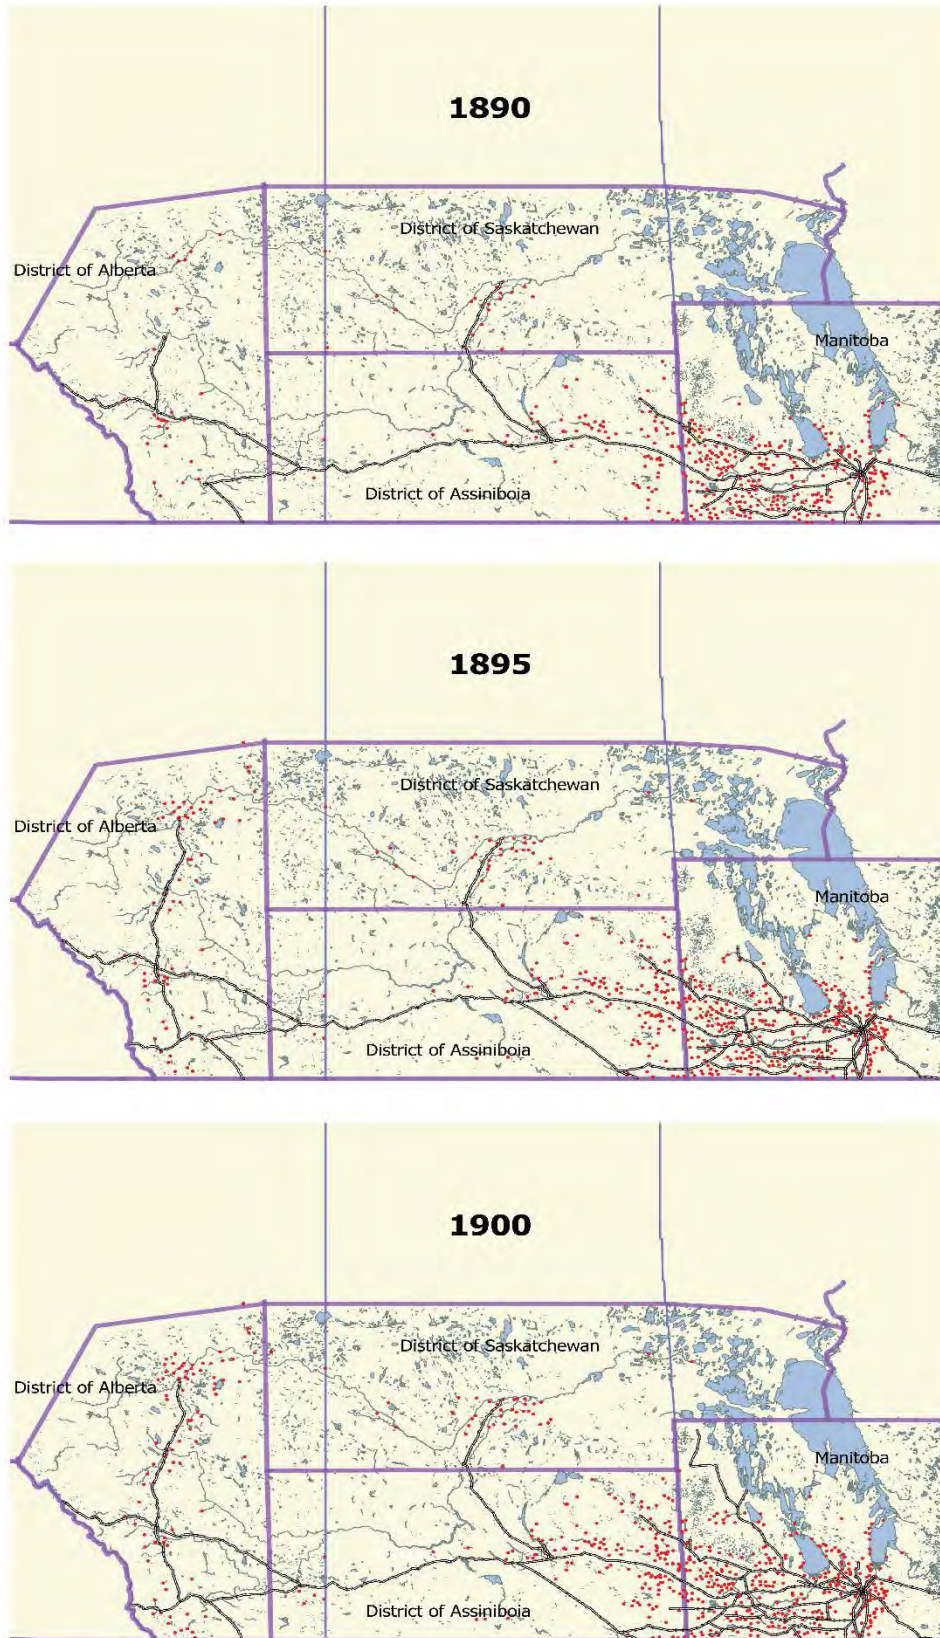 1890
District of Saskatchewan
District of Alberta
Manitoba
District of Assiniboia
1895
District of Saskatchewan
District of Alberta
Manitoba
District of Assiniboia
1900
District of Saskatchewan
District of Alberta
Manitoba
District of Assiniboia